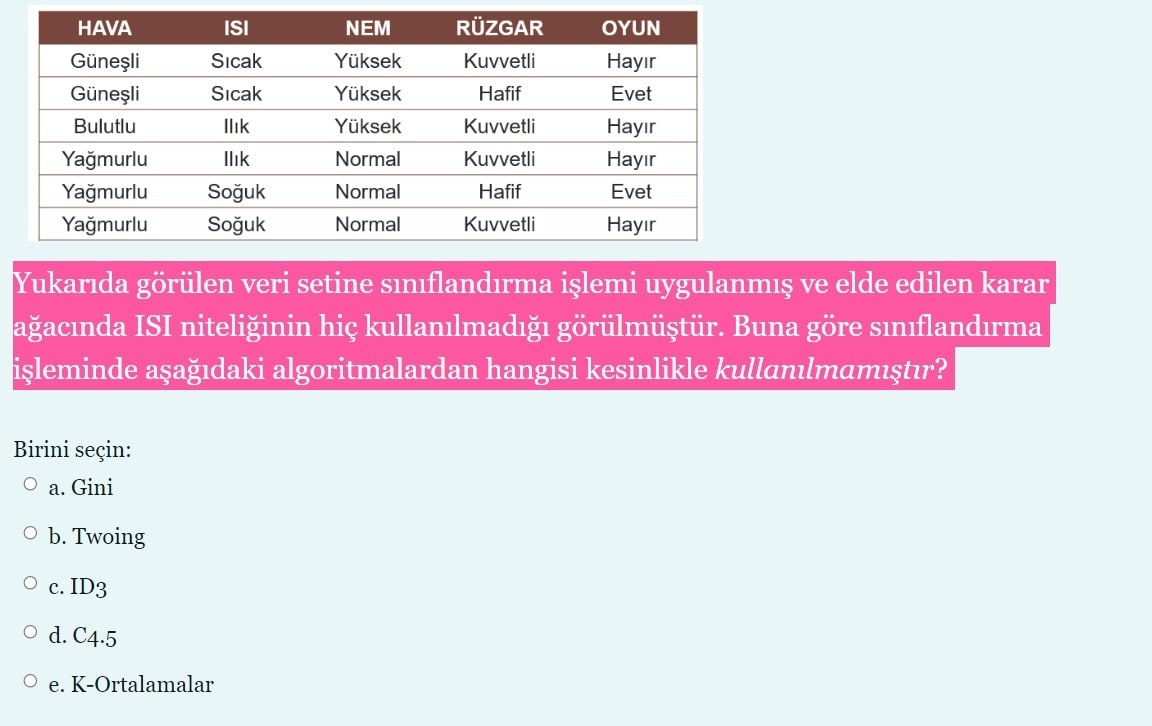 HAVA ISI NEM RÜZGAR OYUN
Güneşli Sıcak Yüksek Kuvvetli Hayır
Güneşli Sıcak Yüksek Hafif Evet
Bulutlu Ilık Yüksek Kuvvetli Hayır
Yağmurlu Ilık Normal Kuvvetli Hayır
Yağmurlu Soğuk Normal Hafif Evet
Yağmurlu Soğuk Normal Kuvvetli Hayır
Yukarıda görülen veri setine sınıflandırma işlemi uygulanmış ve elde edilen karar
ağacında ISI niteliğinin hiç kullanılmadığı görülmüştür. Buna göre sınıflandırma
işleminde aşağıdaki algoritmalardan hangisi kesinlikle kullanılmamıştır?
Birini seçin:
a. Gini
b. Twoing
c. ID3
d. C4.5
e. K-Ortalamalar